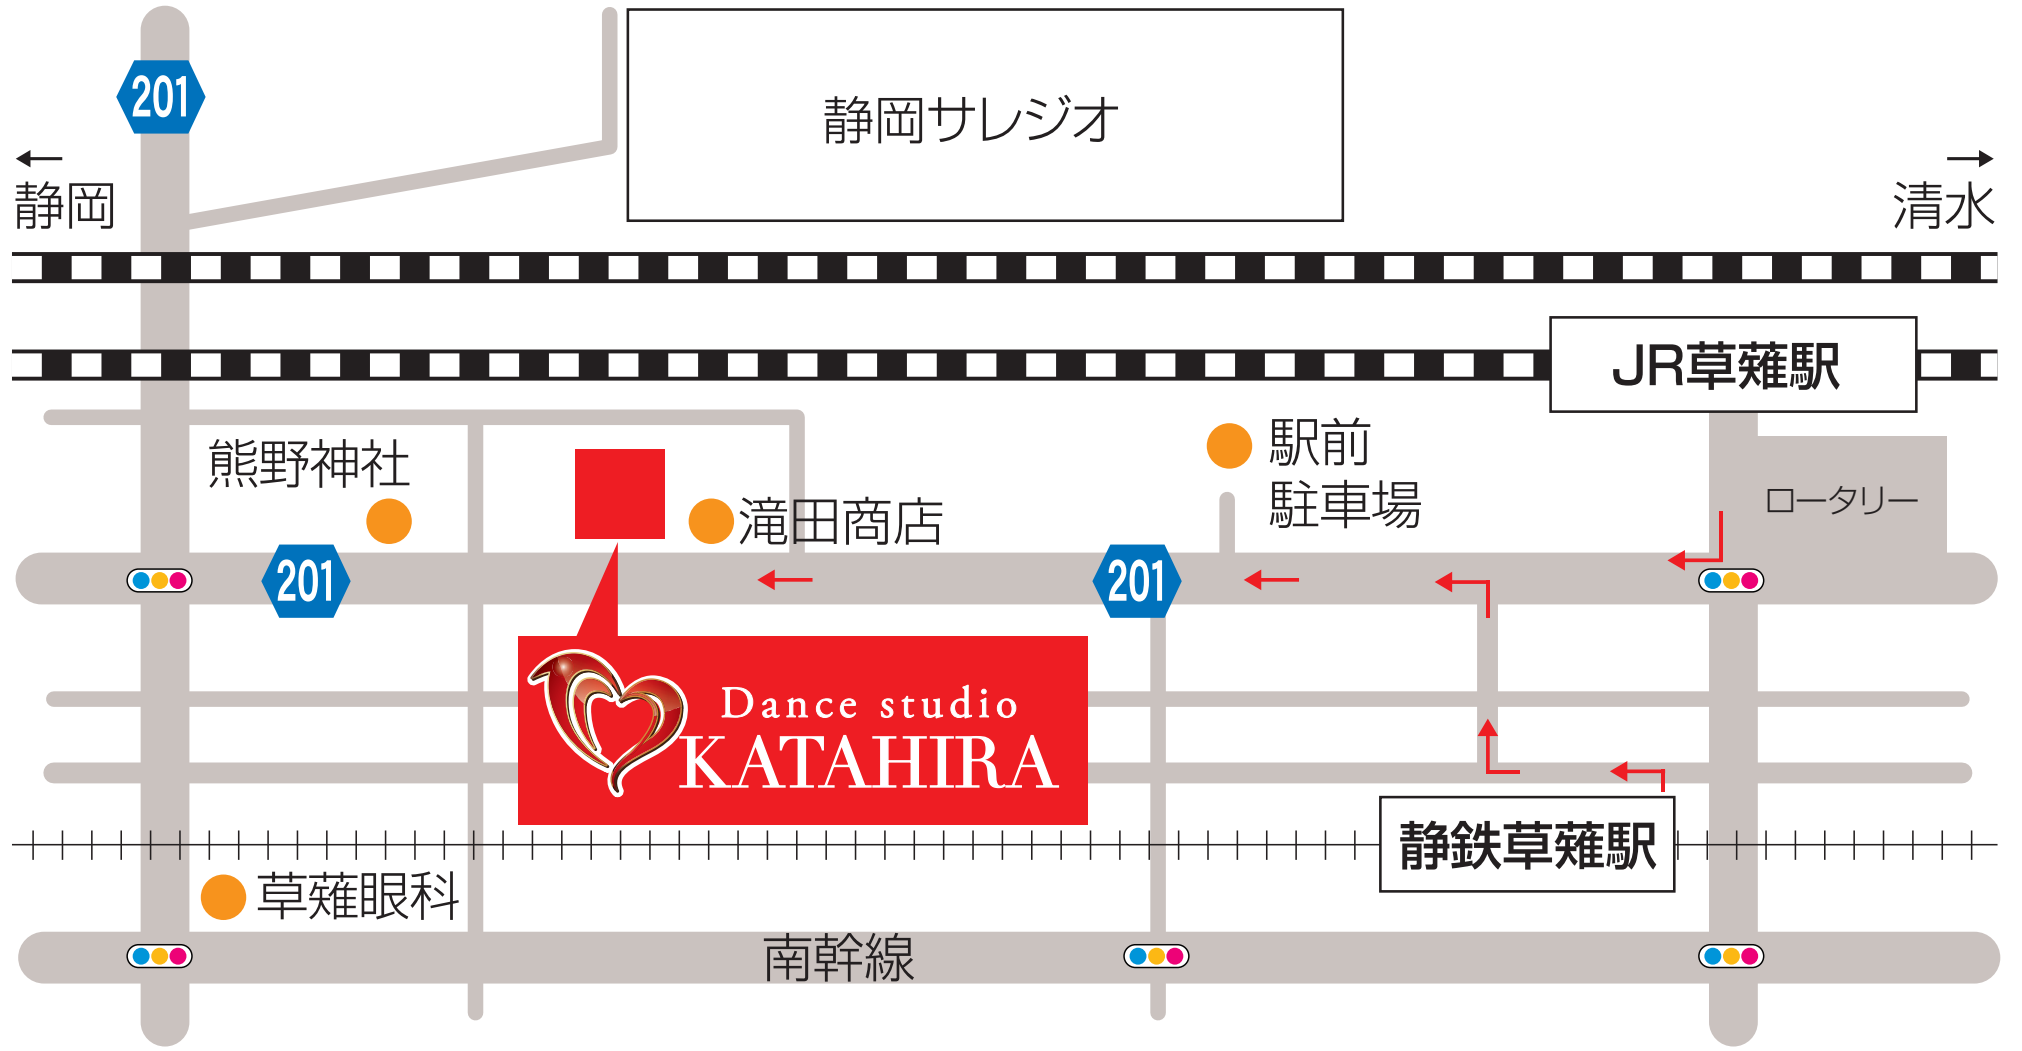 201
静岡サレジオ
←
静岡
→
清水
JR草薙駅
熊野神社
滝田商店
駅前
駐車場
ロータリー
201
201
Dance studio
KATAHIRA
静鉄草薙駅
草薙眼科
南幹線